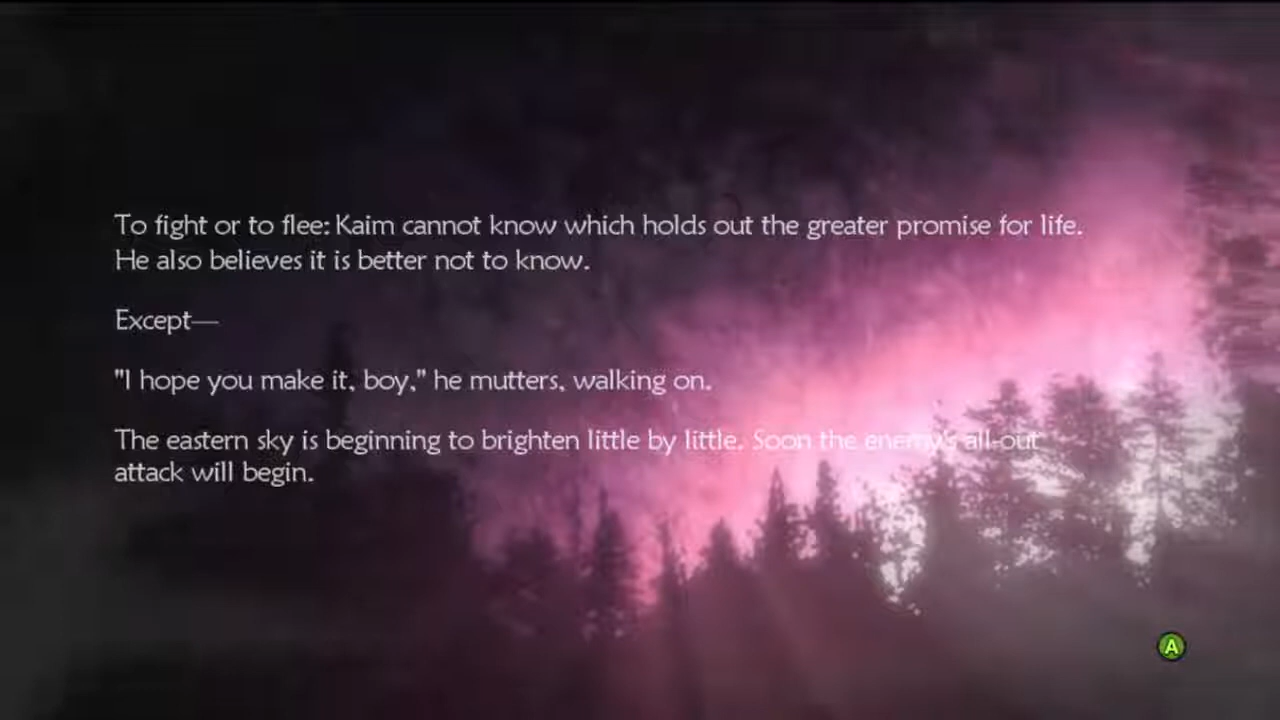 To fight or to flee: Kaim cannot know which holds out the greater promise for life.
He also believes it is better not to know.
Except—
"I hope you make it, boy," he mutters, walking on.
The eastern sky is beginning to brighten little by little. Soon the enemy's all-out
attack will begin.
A